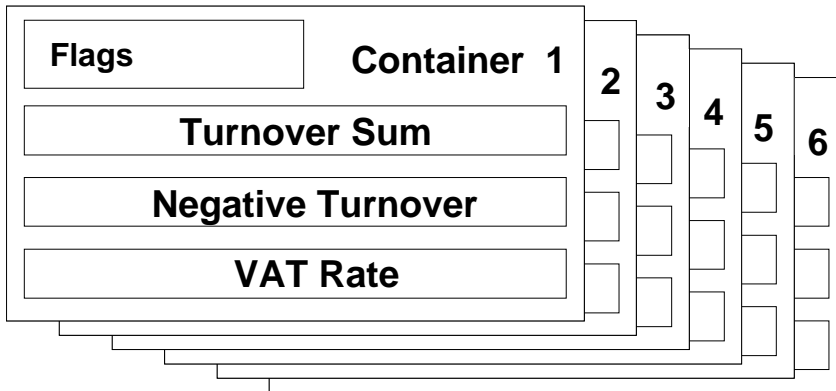 Flags
Container 1
2
3
4
5
6
Turnover Sum
Negative Turnover
VAT Rate